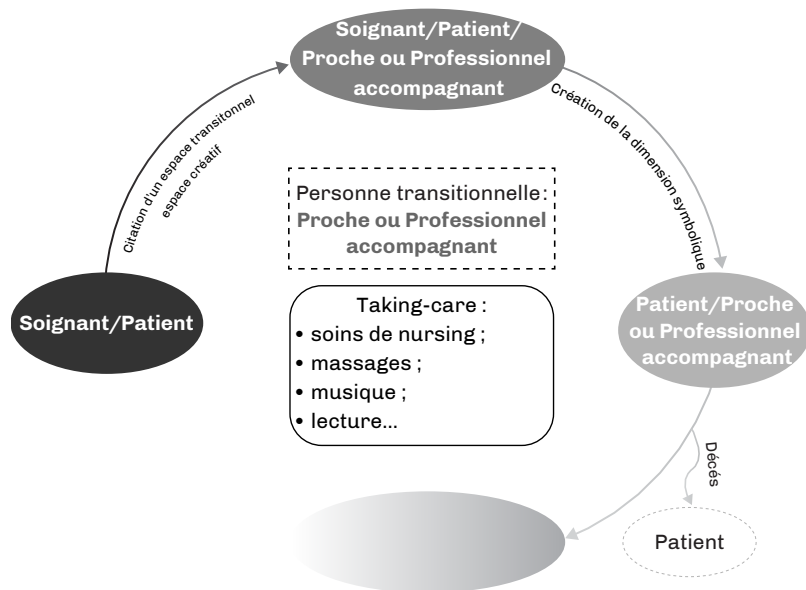 Soignant/Patient/
Proche ou Professionnel
accompagnant
Citation d'un espace transitonnel
espace créatif
Création de la dimension symbolique
Personne transitionnelle :
Proche ou Professionnel
accompagnant
Soignant/Patient
Patient/Proche
ou Professionnel
accompagnant
Taking-care :
• soins de nursing ;
• massages ;
• musique ;
• lecture...
Décés
Patient